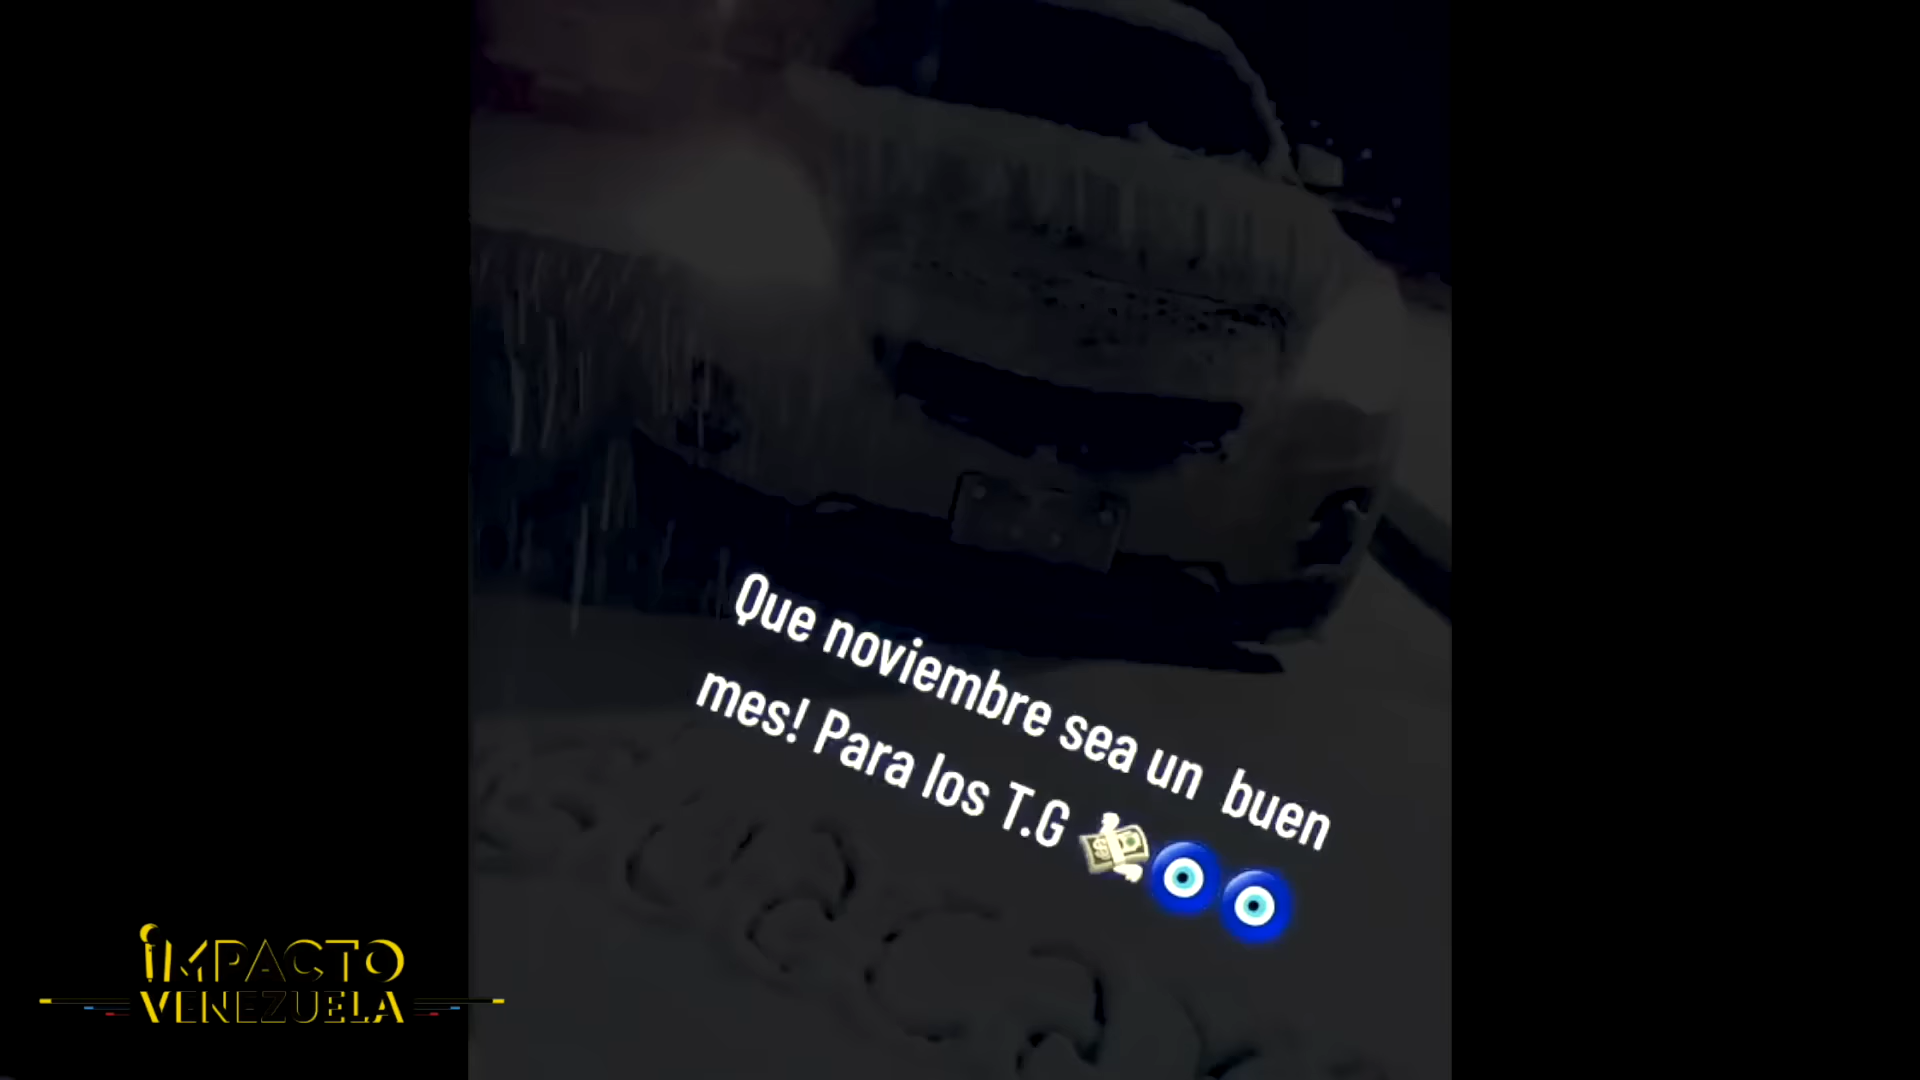 Que noviembre sea un buen
mes! Para los T.G 💸🧿🧿
IMPACTO
VENEZUELA